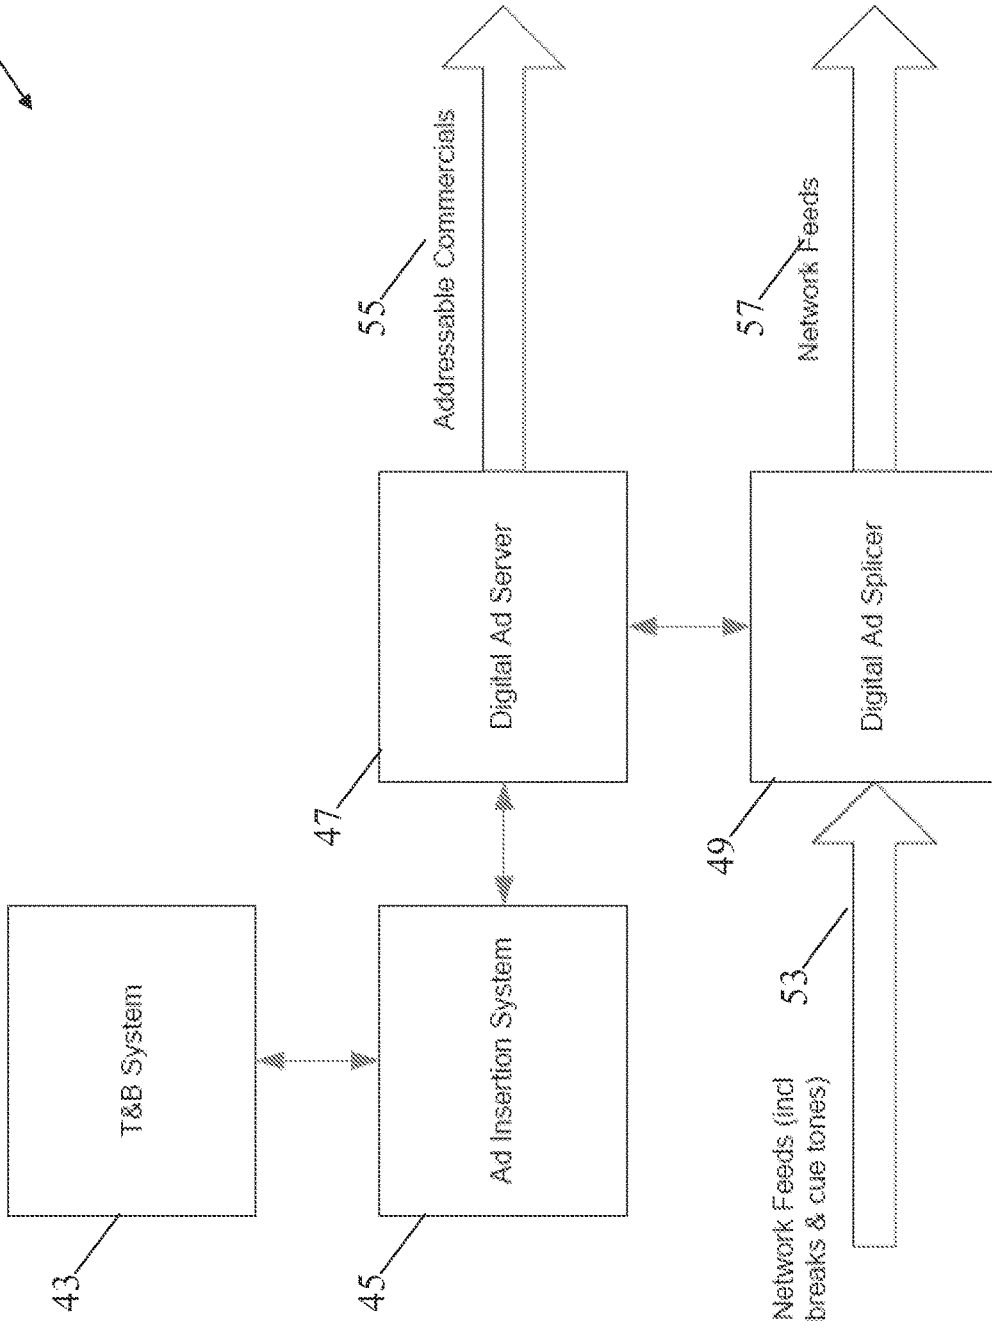 43
T&B System
45
Ad Insertion System
47
Digital Ad Server
55
Addressable Commercials
53
Network Feeds (incl
breaks & cue tones)
49
Digital Ad Splicer
57
Network Feeds